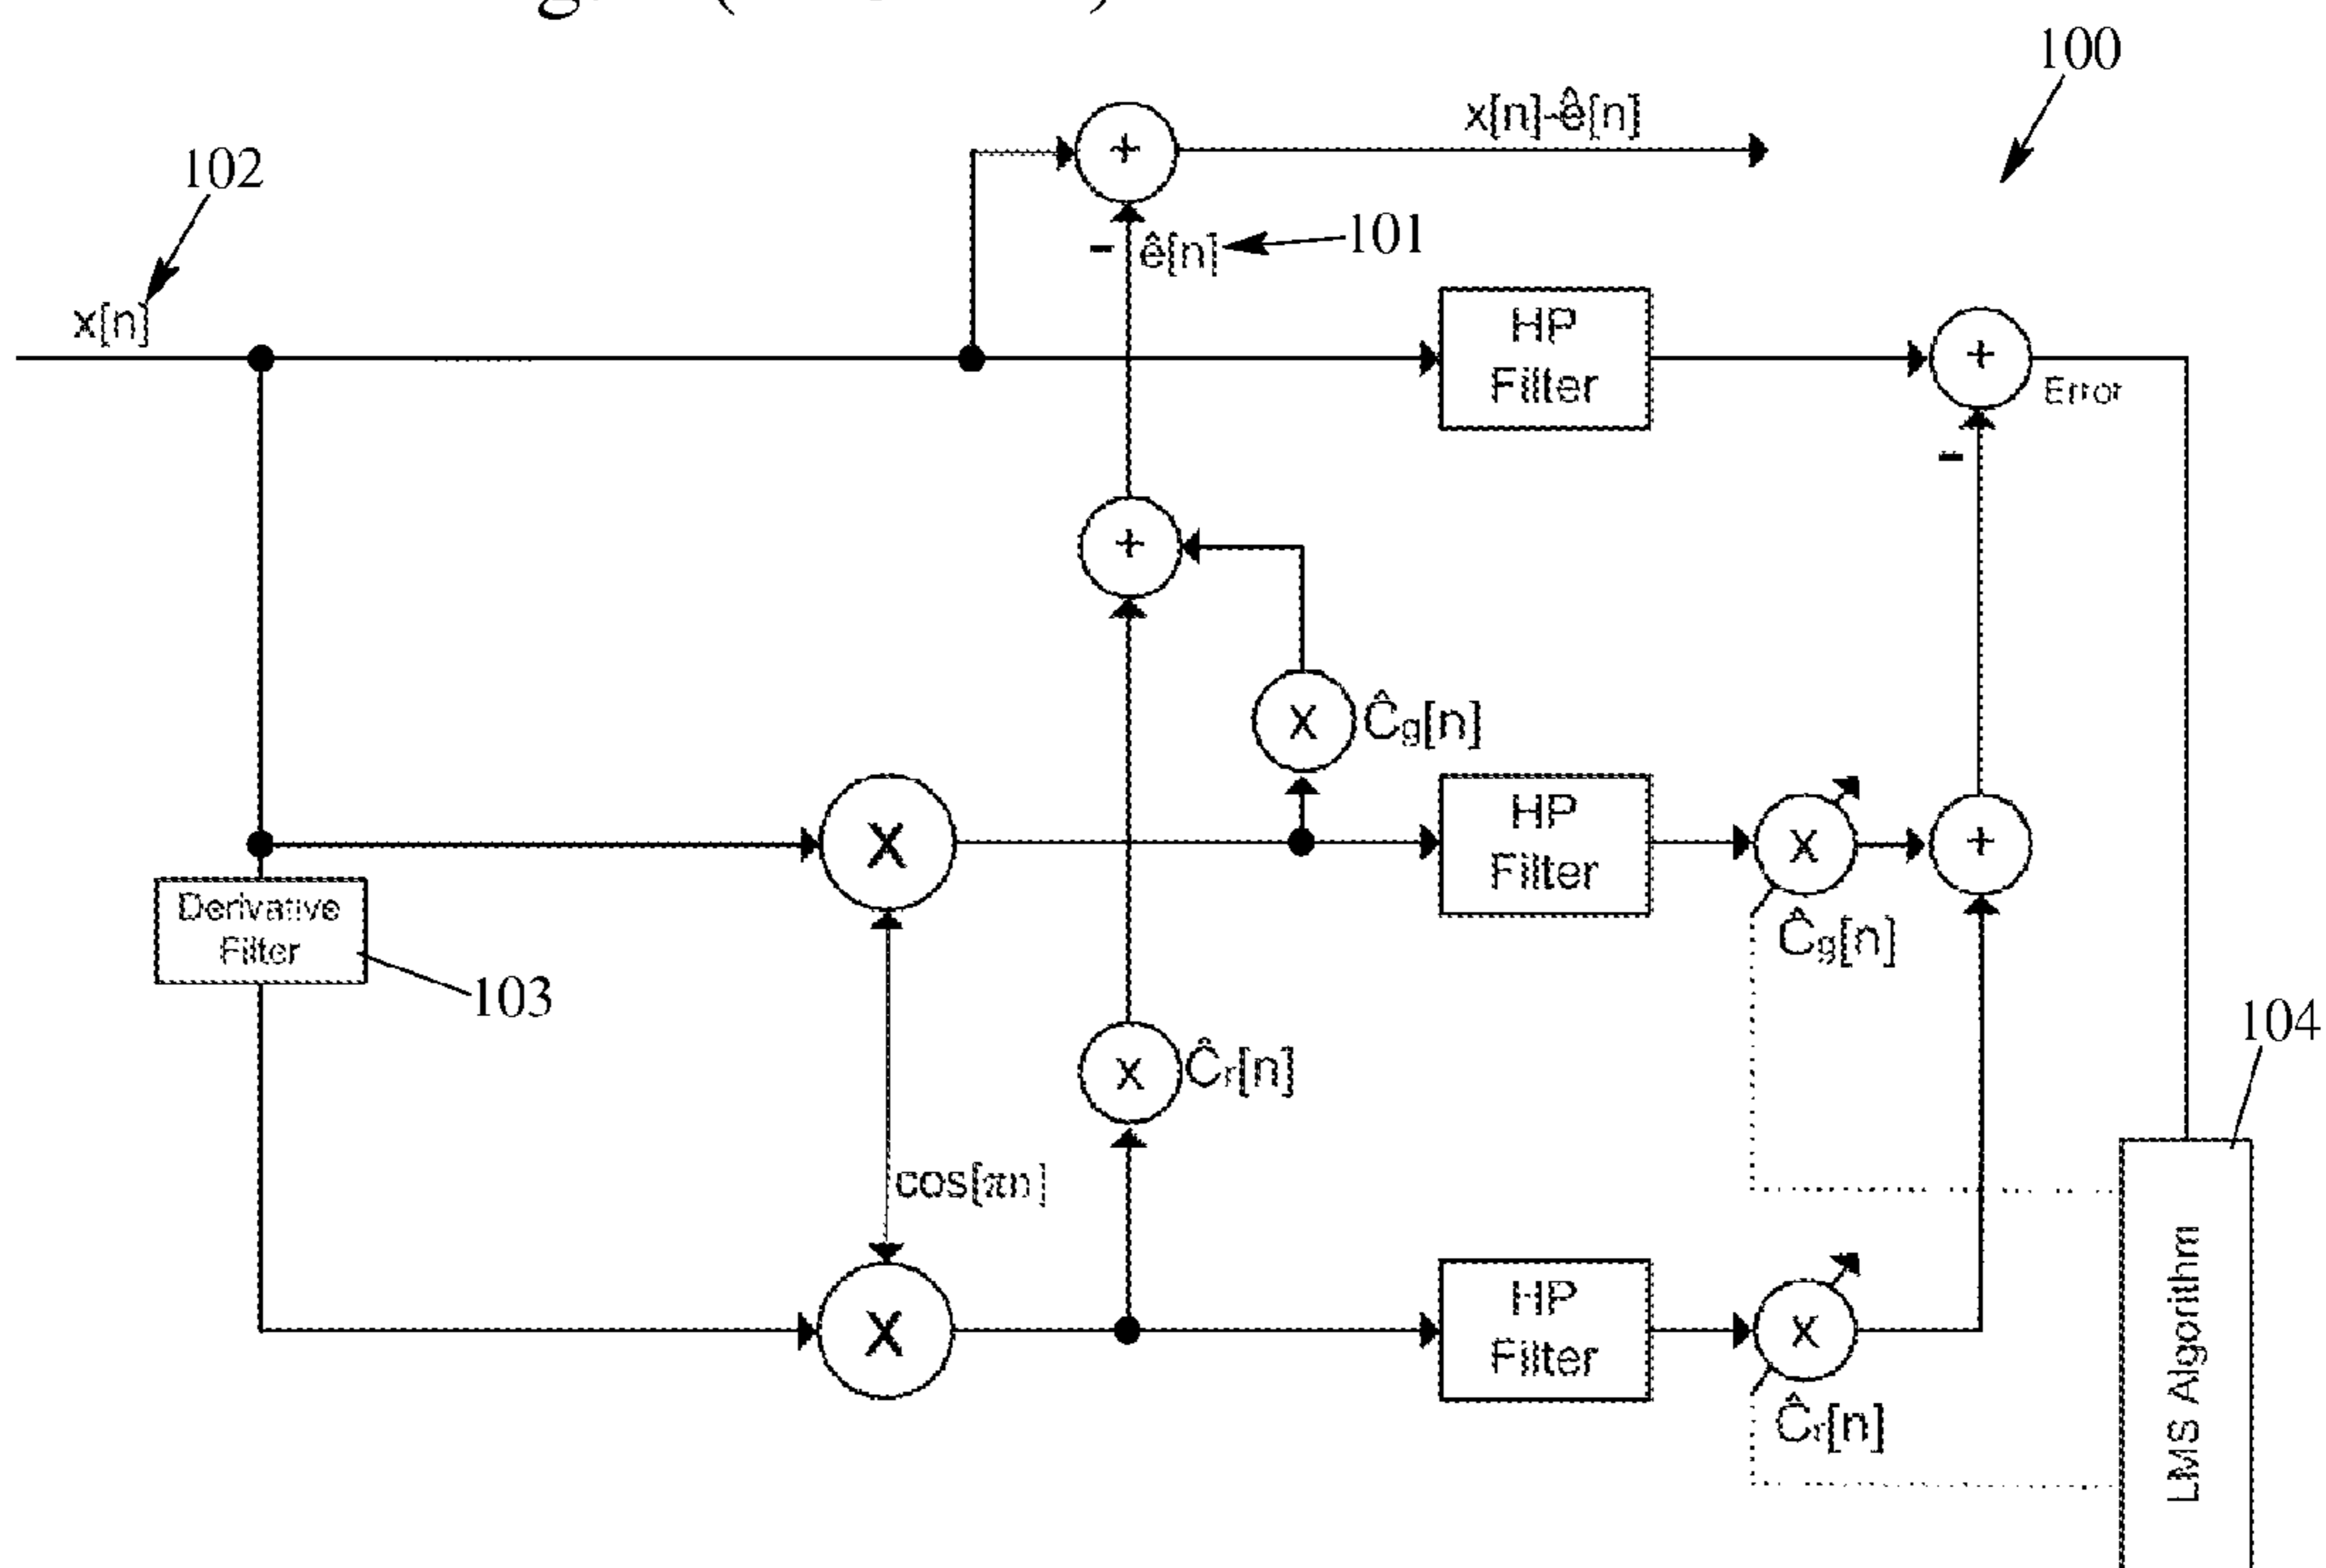 100
x[n]-ê[n]
+
102
- ê[n]
101
x[n]
HP
Filter
+
Error
-
+
X
Ĉg[n]
X
HP
Filter
X
+
Derivative
Filter
Ĉg[n]
103
104
X
Ĉr[n]
cos[πn]
X
HP
Filter
X
Ĉr[n]
LMS Algorithm